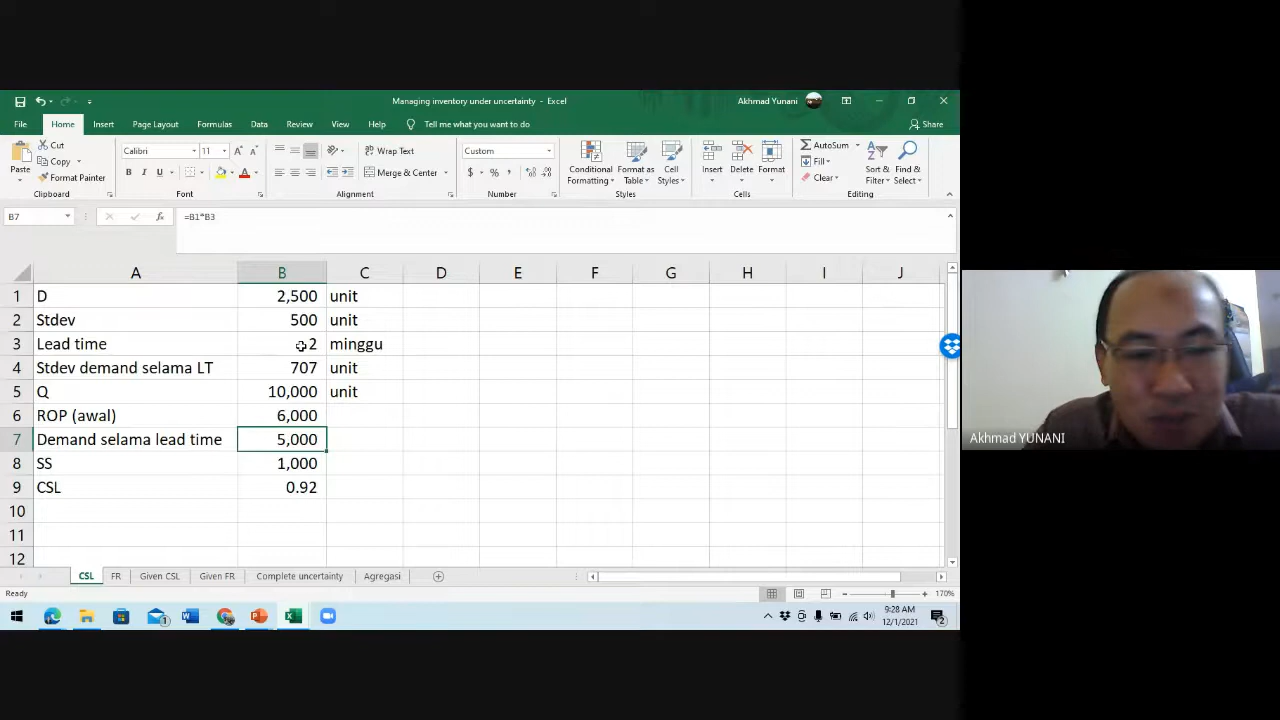 Managing inventory under uncertainty - Excel
Akhmad Yunani
File Home Insert Page Layout Formulas Data Review View Help Tell me what you want to do
Share
Paste
Cut
Copy
Format Painter
Clipboard
Calibri 11
B I U
Font
Wrap Text
Merge & Center
Alignment
Custom
$ % ,
Number
Conditional Formatting
Format as Table
Cell Styles
Styles
Insert
Delete
Format
Cells
AutoSum
Fill
Clear
Sort & Filter
Find & Select
Editing
B7 fx =B1*B3
A B C D E F G H I J
1 D 2,500 unit
2 Stdev 500 unit
3 Lead time 2 minggu
4 Stdev demand selama LT 707 unit
5 Q 10,000 unit
6 ROP (awal) 6,000
7 Demand selama lead time 5,000
8 SS 1,000
9 CSL 0.92
10
11
12
CSL FR Given CSL Given FR Complete uncertainty Agregasi
Ready
170%
9:28 AM
12/1/2021
Akhmad YUNANI